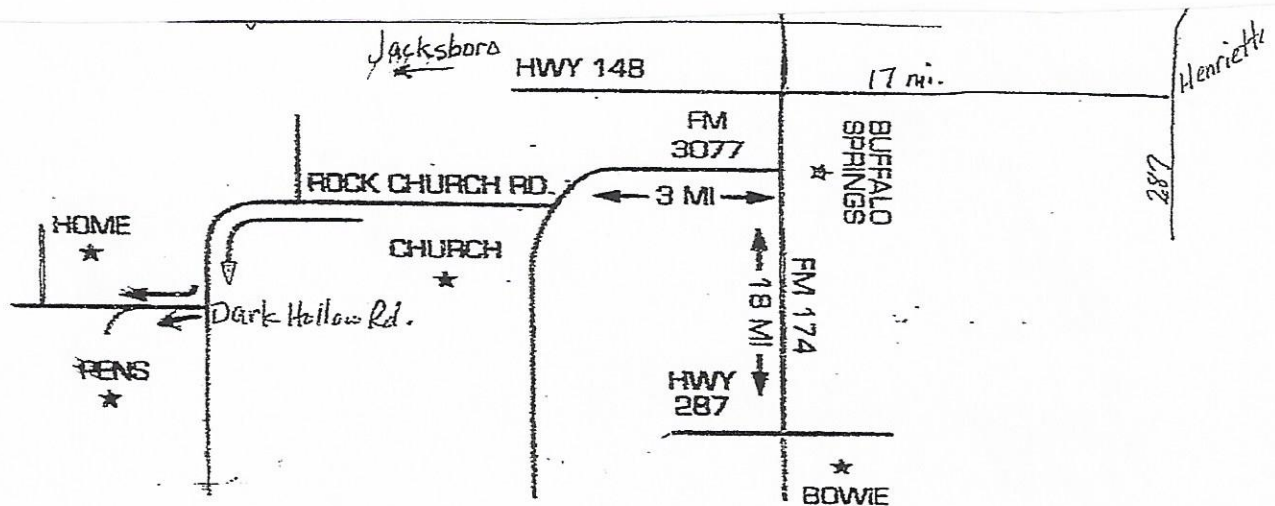 Jacksboro
HWY 148
17 mi.
Henrietta
FM
3077
BUFFALO
SPRINGS
287
ROCK CHURCH RD.
3 MI
HOME
CHURCH
18 MI
FM 174
Dark Hollow Rd.
PENS
HWY
287
BOWIE